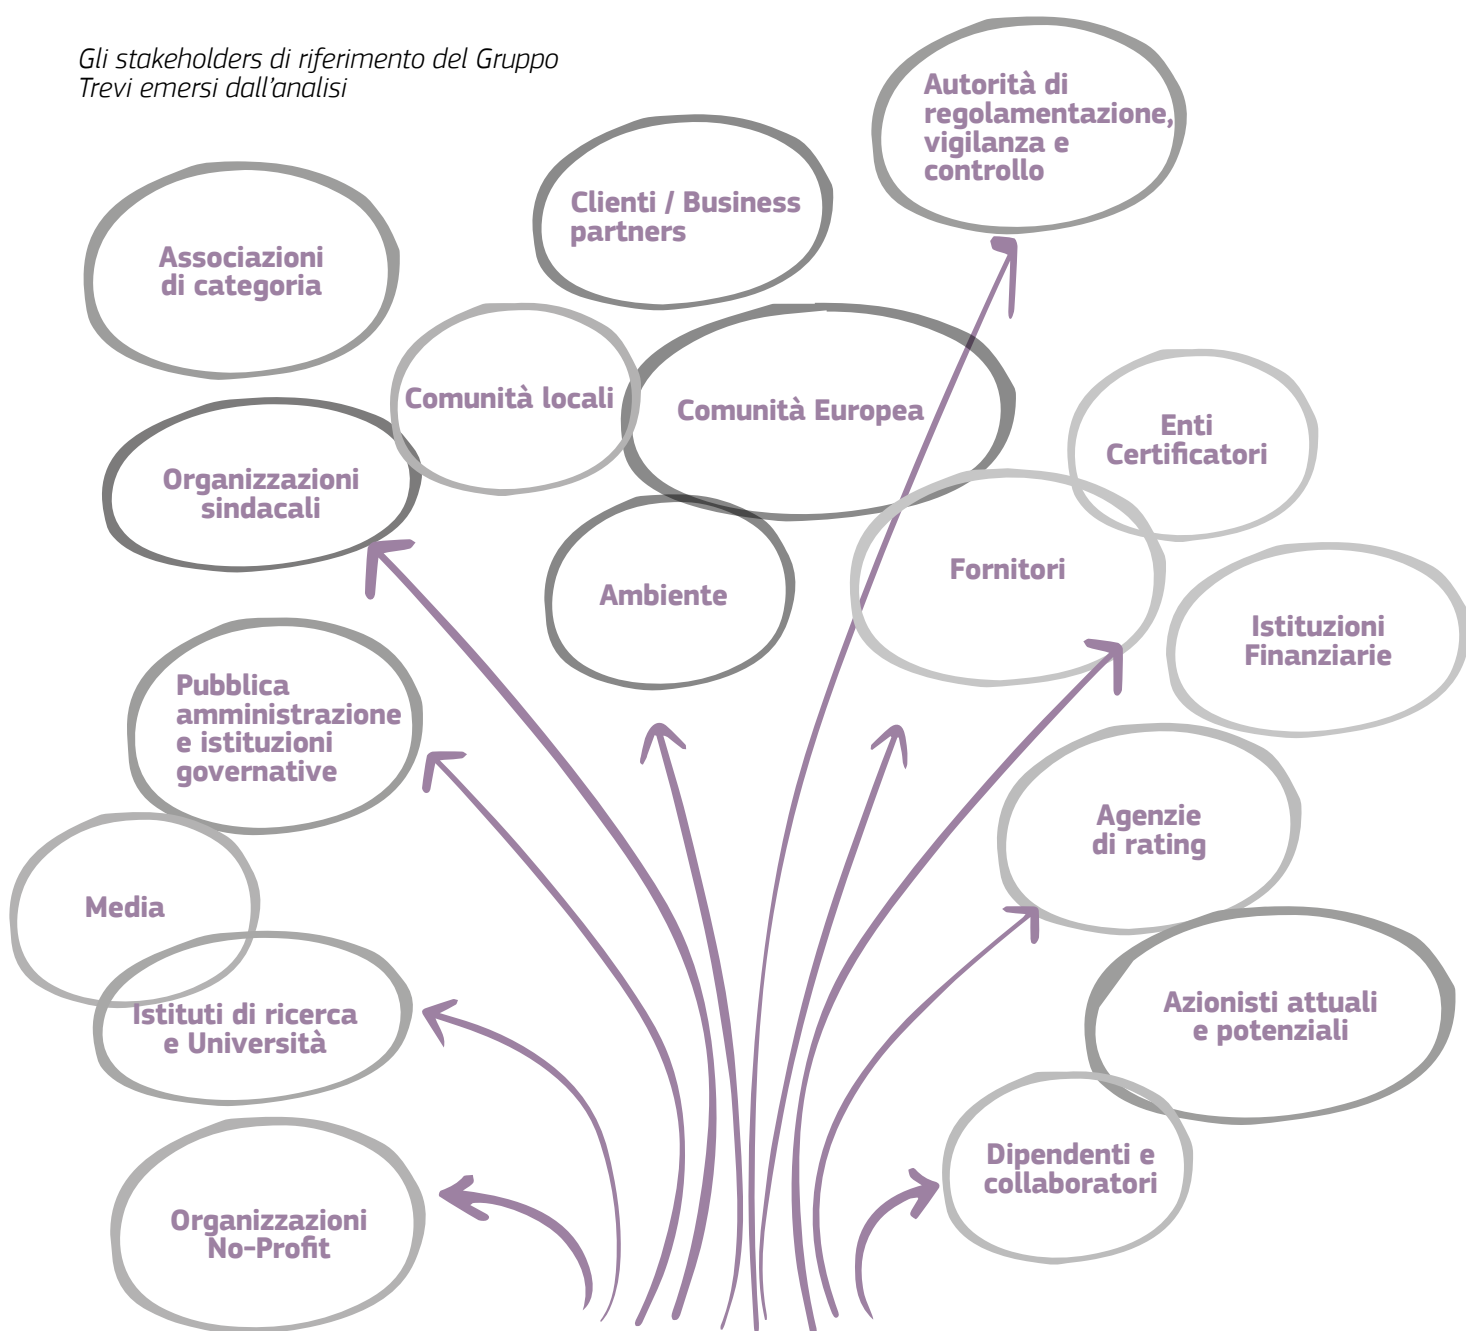 Gli stakeholders di riferimento del Gruppo
Trevi emersi dall'analisi
Autorità di
regolamentazione,
vigilanza e
controllo
Clienti / Business
partners
Associazioni
di categoria
Comunità locali
Comunità Europea
Enti
Certificatori
Organizzazioni
sindacali
Ambiente
Fornitori
Istituzioni
Finanziarie
Pubblica
amministrazione
e istituzioni
governative
Agenzie
di rating
Media
Azionisti attuali
e potenziali
Istituti di ricerca
e Università
Dipendenti e
collaboratori
Organizzazioni
No-Profit